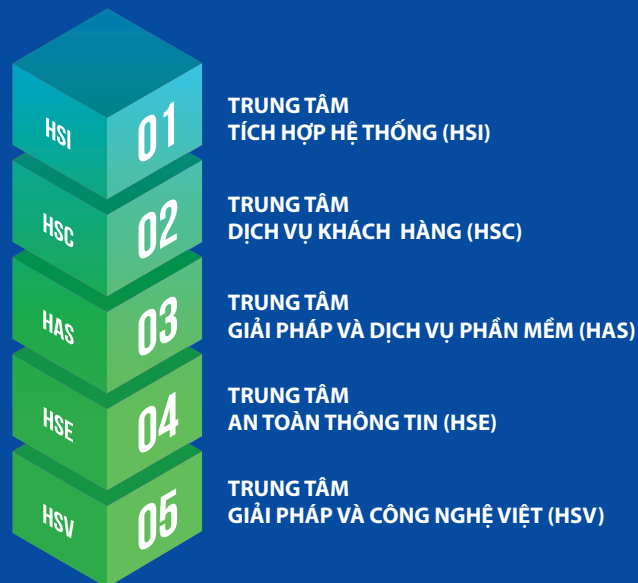 HSI
01
TRUNG TÂM
TÍCH HỢP HỆ THỐNG (HSI)
HSC
02
TRUNG TÂM
DỊCH VỤ KHÁCH HÀNG (HSC)
HAS
03
TRUNG TÂM
GIẢI PHÁP VÀ DỊCH VỤ PHẦN MỀM (HAS)
HSE
04
TRUNG TÂM
AN TOÀN THÔNG TIN (HSE)
HSV
05
TRUNG TÂM
GIẢI PHÁP VÀ CÔNG NGHỆ VIỆT (HSV)